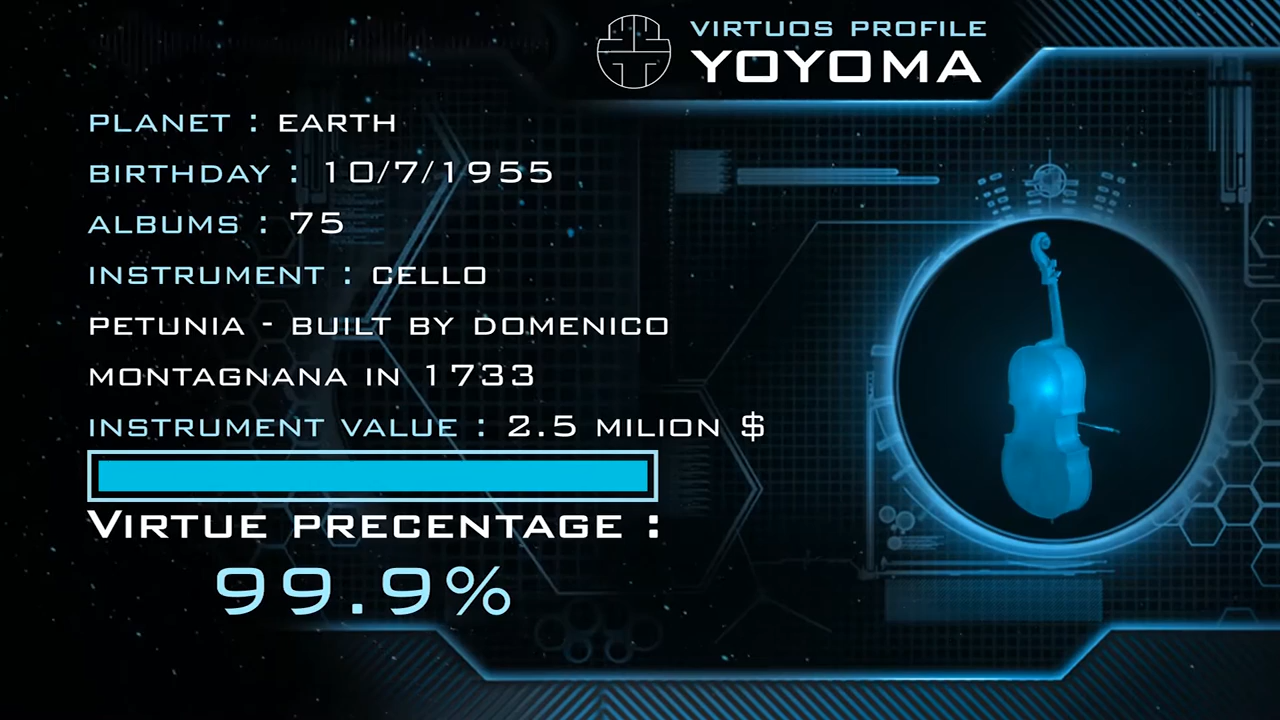 VIRTUOS PROFILE
YOYOMA
PLANET : EARTH
BIRTHDAY : 10/7/1955
ALBUMS : 75
INSTRUMENT : CELLO
PETUNIA - BUILT BY DOMENICO
MONTAGNANA IN 1733
INSTRUMENT VALUE : 2.5 MILION $
VIRTUE PRECENTAGE :
99.9%